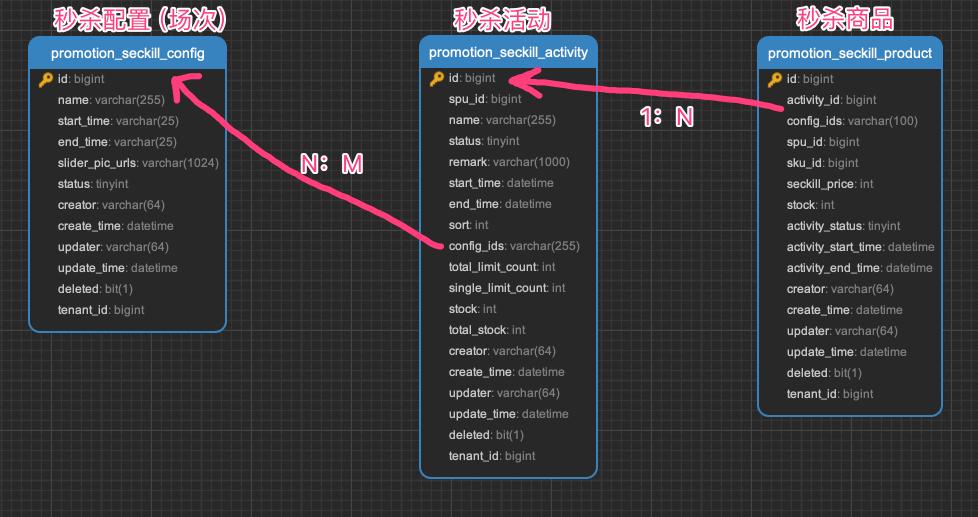 秒杀配置 (场次)
promotion_seckill_config
id: bigint
name: varchar(255)
start_time: varchar(25)
end_time: varchar(25)
slider_pic_urls: varchar(1024)
status: tinyint
creator: varchar(64)
create_time: datetime
updater: varchar(64)
update_time: datetime
deleted: bit(1)
tenant_id: bigint
N: M
秒杀活动
promotion_seckill_activity
id: bigint
spu_id: bigint
name: varchar(255)
status: tinyint
remark: varchar(1000)
start_time: datetime
end_time: datetime
sort: int
config_ids: varchar(255)
total_limit_count: int
single_limit_count: int
stock: int
total_stock: int
creator: varchar(64)
create_time: datetime
updater: varchar(64)
update_time: datetime
deleted: bit(1)
tenant_id: bigint
1: N
秒杀商品
promotion_seckill_product
id: bigint
activity_id: bigint
config_ids: varchar(100)
spu_id: bigint
sku_id: bigint
seckill_price: int
stock: int
activity_status: tinyint
activity_start_time: datetime
activity_end_time: datetime
creator: varchar(64)
create_time: datetime
updater: varchar(64)
update_time: datetime
deleted: bit(1)
tenant_id: bigint